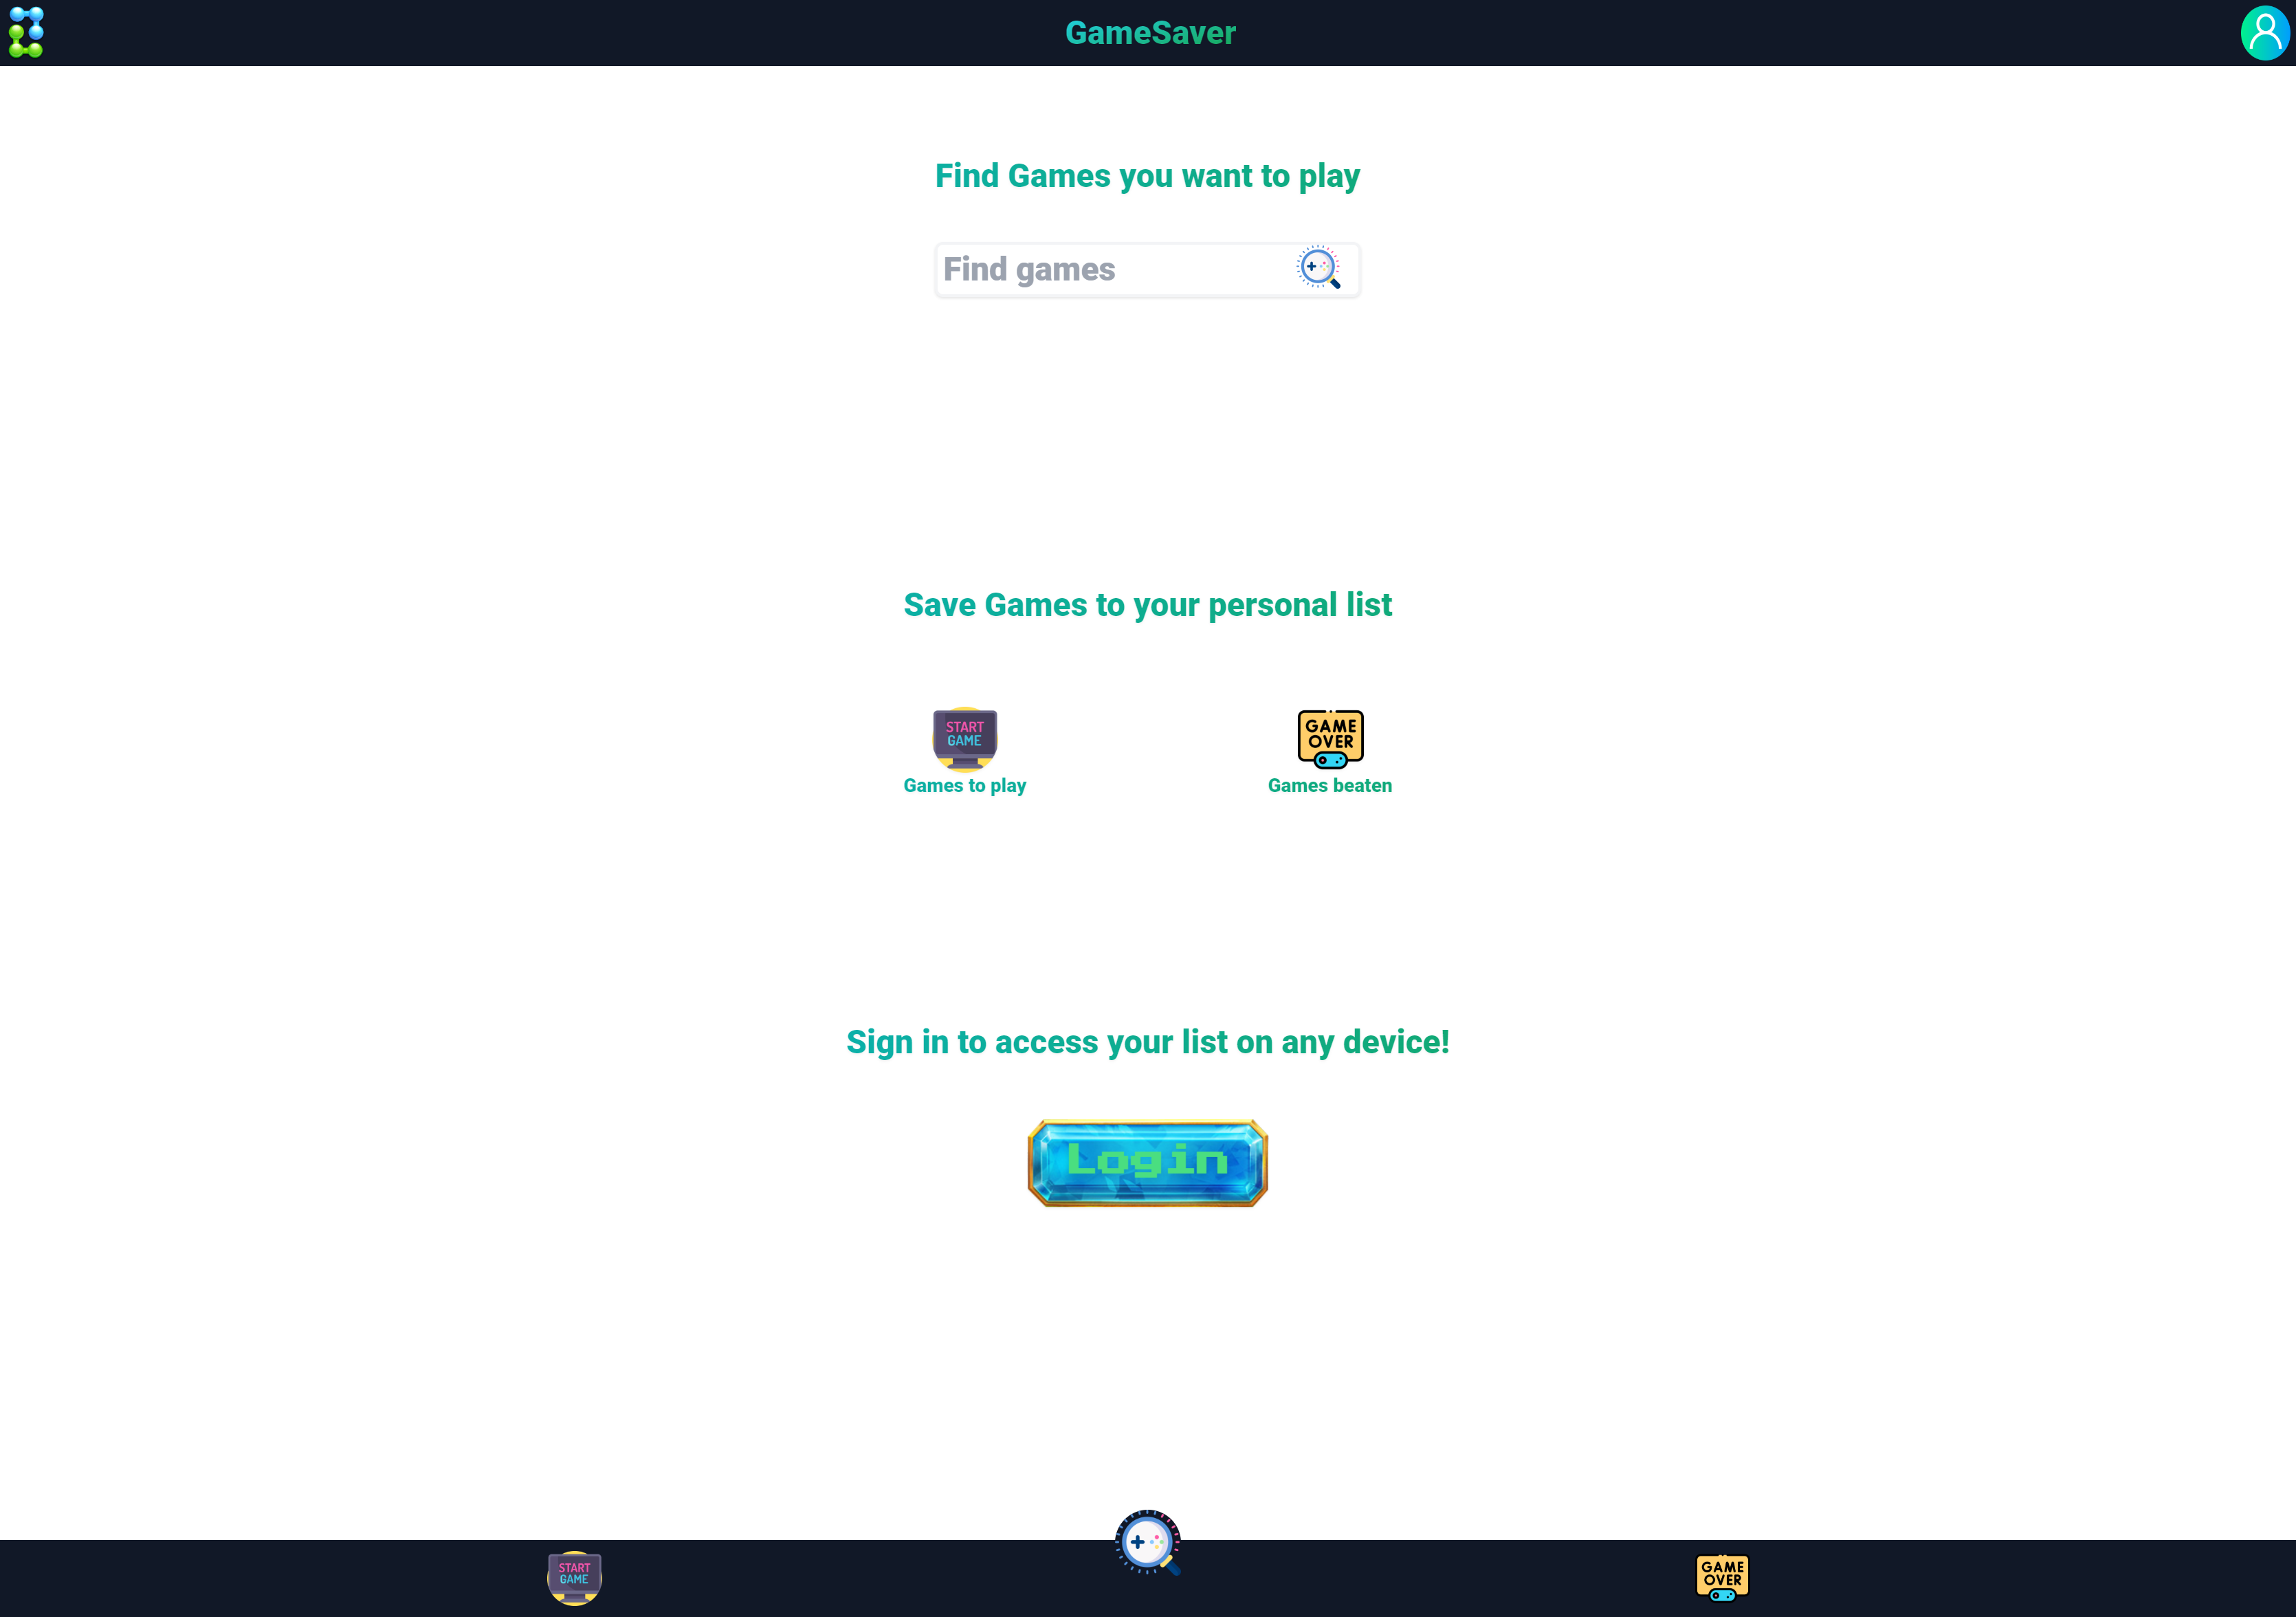 GameSaver
Find Games you want to play
Find games
Save Games to your personal list
START
GAME
Games to play
GAME
OVER
Games beaten
Sign in to access your list on any device!
Login
START
GAME
GAME
OVER